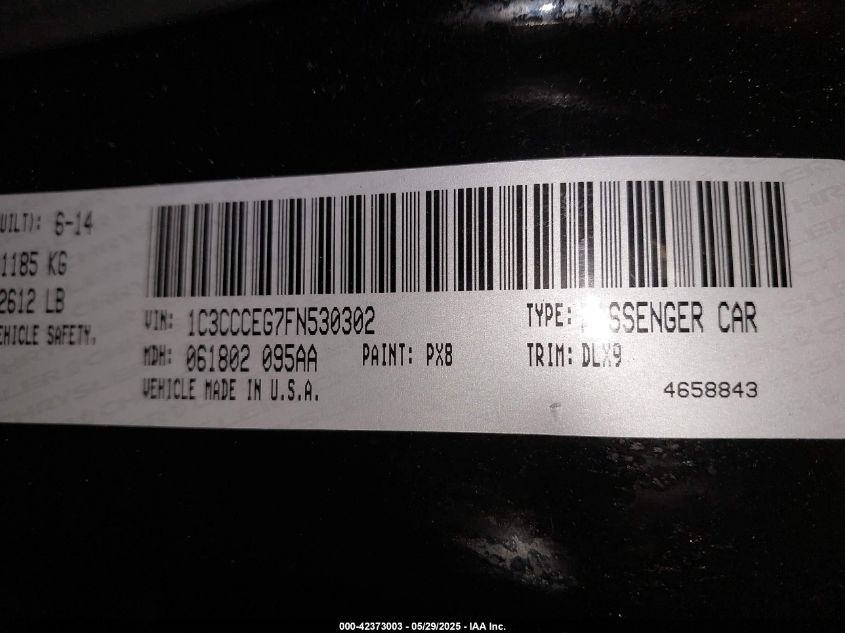 UILT): 6-14
1185 KG
2612 LB
EHICLE SAFETY.
VIN: 1C3CCCEG7FN530302
TYPE: PASSENGER CAR
MDH: 061802 095AA
PAINT: PX8
TRIM: DLX9
VEHICLE MADE IN U.S.A.
4658843
000-42373003 - 05/29/2025 - IAA Inc.